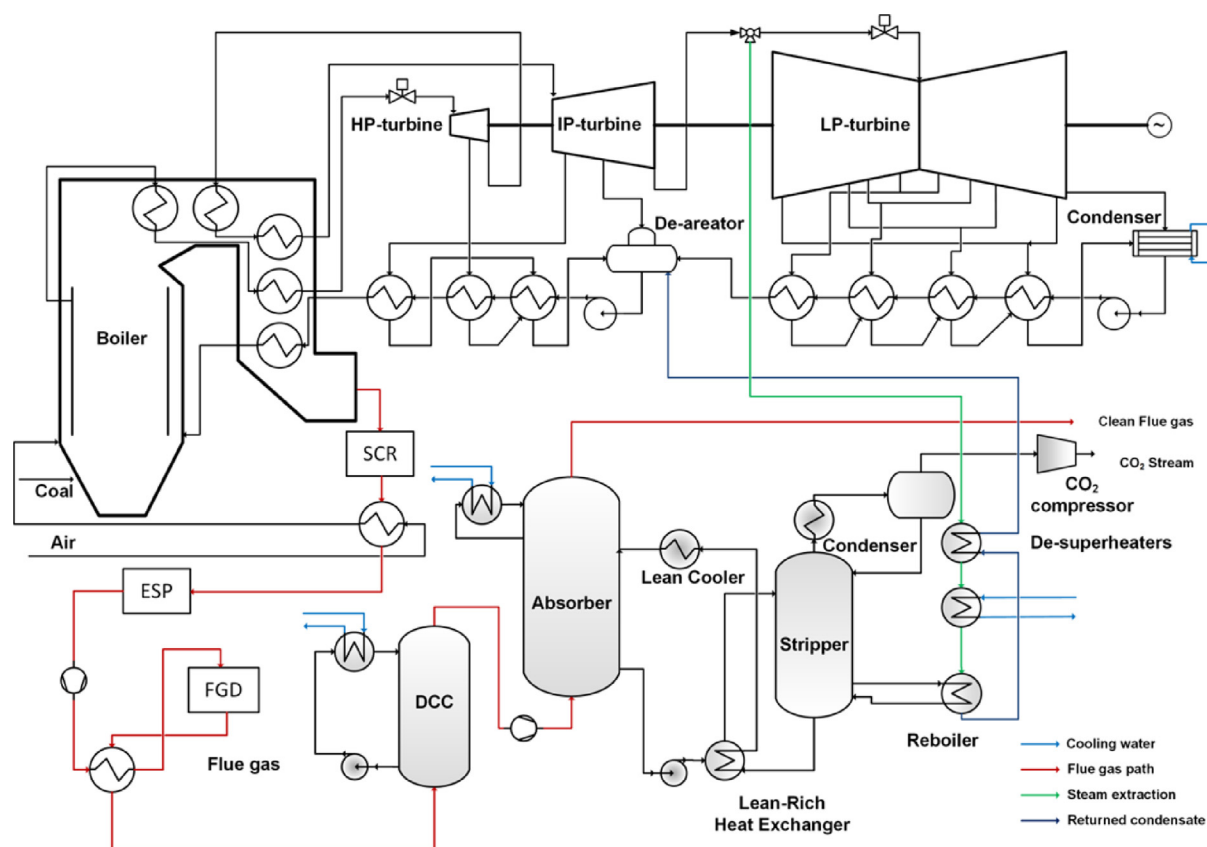 HP-turbine
IP-turbine
LP-turbine
~
De-areator
Condenser
Boiler
Clean Flue gas
SCR
CO₂ Stream
Coal
CO₂
compressor
Air
Condenser
De-superheaters
Lean Cooler
ESP
Absorber
Stripper
FGD
DCC
Reboiler
Cooling water
Flue gas
Flue gas path
Steam extraction
Lean-Rich
Heat Exchanger
Returned condensate